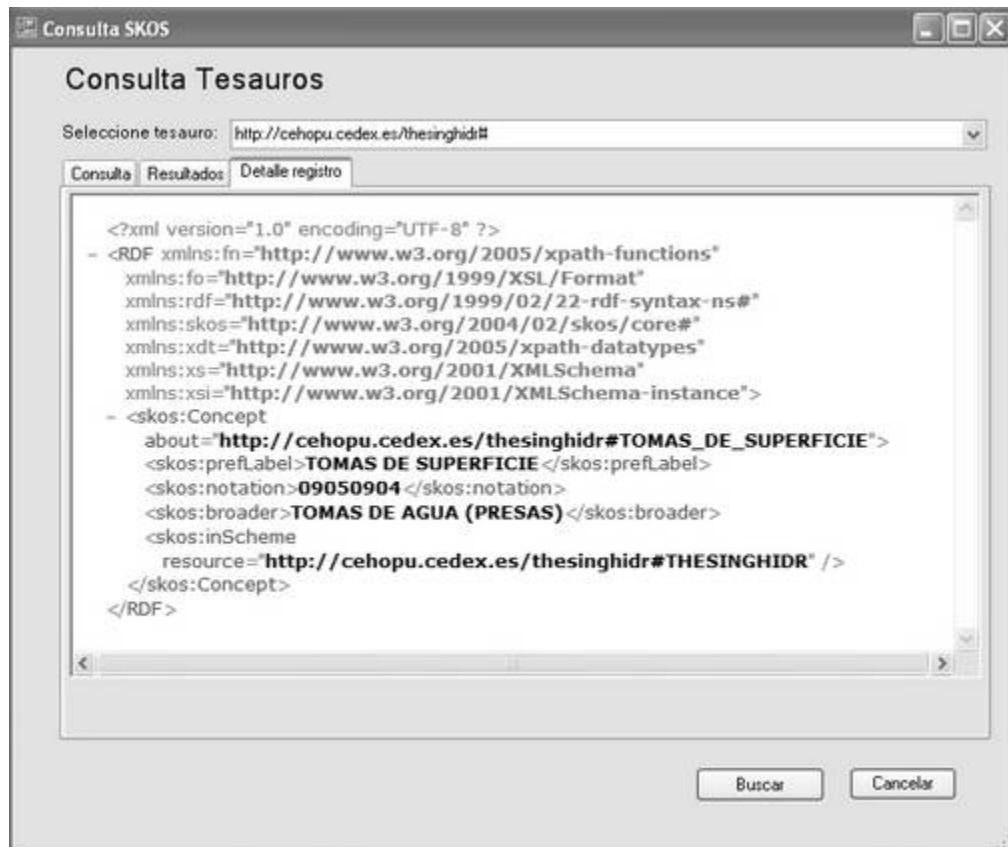 Consulta SKOS
Consulta Tesauros
Seleccione tesauro: http://cehopu.cedex.es/thesinghidr#
Consulta Resultados Detalle registro
<?xml version="1.0" encoding="UTF-8" ?>
- <RDF xmlns:fn="http://www.w3.org/2005/xpath-functions"
xmlns:fo="http://www.w3.org/1999/XSL/Format"
xmlns:rdf="http://www.w3.org/1999/02/22-rdf-syntax-ns#"
xmlns:skos="http://www.w3.org/2004/02/skos/core#"
xmlns:xdt="http://www.w3.org/2005/xpath-datatypes"
xmlns:xs="http://www.w3.org/2001/XMLSchema"
xmlns:xsi="http://www.w3.org/2001/XMLSchema-instance">
- <skos:Concept
about="http://cehopu.cedex.es/thesinghidr#TOMAS_DE_SUPERFICIE">
<skos:prefLabel>TOMAS DE SUPERFICIE</skos:prefLabel>
<skos:notation>09050904</skos:notation>
<skos:broader>TOMAS DE AGUA (PRESAS)</skos:broader>
<skos:inScheme
resource="http://cehopu.cedex.es/thesinghidr#THESINGHIDR" />
</skos:Concept>
</RDF>
Buscar Cancelar